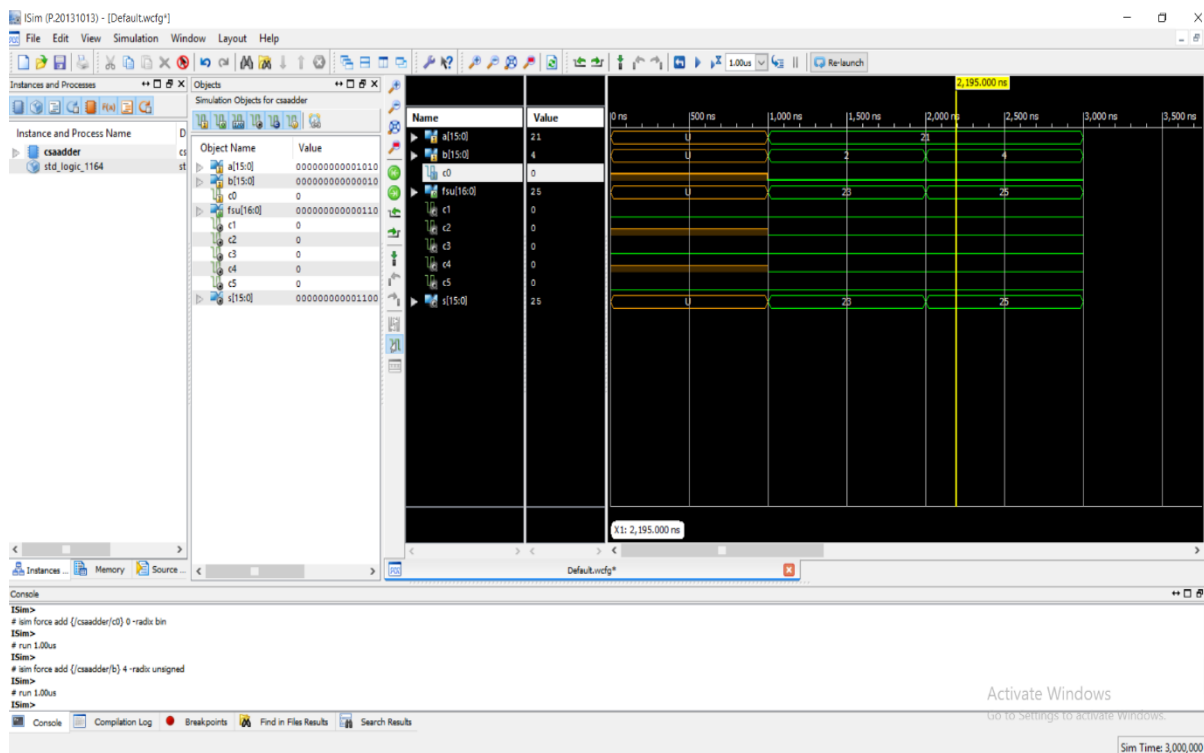 ISim (P.20131013) - [Default.wcfg*]
File Edit View Simulation Window Layout Help
1.00us Re-launch
Instances and Processes
Instance and Process Name D
csaadder cs
std_logic_1164 st
Objects
Simulation Objects for csaadder
Object Name Value
a[15:0] 000000000001010
b[15:0] 000000000000010
c0 0
fsu[16:0] 000000000000110
c1 0
c2 0
c3 0
c4 0
c5 0
s[15:0] 000000000001100
Name Value
a[15:0] 21
b[15:0] 4
c0 0
fsu[16:0] 25
c1 0
c2 0
c3 0
c4 0
c5 0
s[15:0] 25
2,195.000 ns
0 ns 500 ns 1,000 ns 1,500 ns 2,000 ns 2,500 ns 3,000 ns 3,500 ns
U 21
U 2 4
U 23 25
U 23 25
X1: 2,195.000 ns
Instances ... Memory Source ...
Default.wcfg*
Console
ISim>
# isim force add {/csaadder/c0} 0 -radix bin
ISim>
# run 1.00us
ISim>
# isim force add {/csaadder/b} 4 -radix unsigned
ISim>
# run 1.00us
ISim>
Console Compilation Log Breakpoints Find in Files Results Search Results
Activate Windows
Go to Settings to activate Windows.
Sim Time: 3,000,000